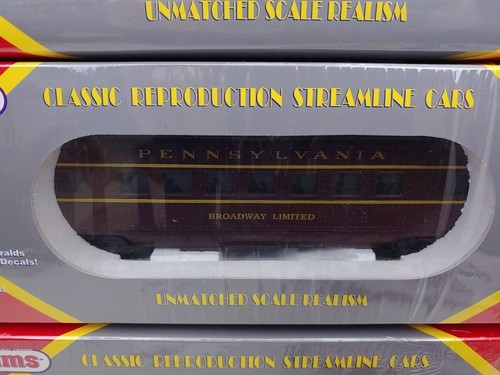 UNMATCHED SCALE REALISM
CLASSIC REPRODUCTION STREAMLINE CARS
PENNSYLVANIA
BROADWAY LIMITED
Decals!
UNMATCHED SCALE REALISM
CLASSIC REPRODUCTION STREAMLINE CARS